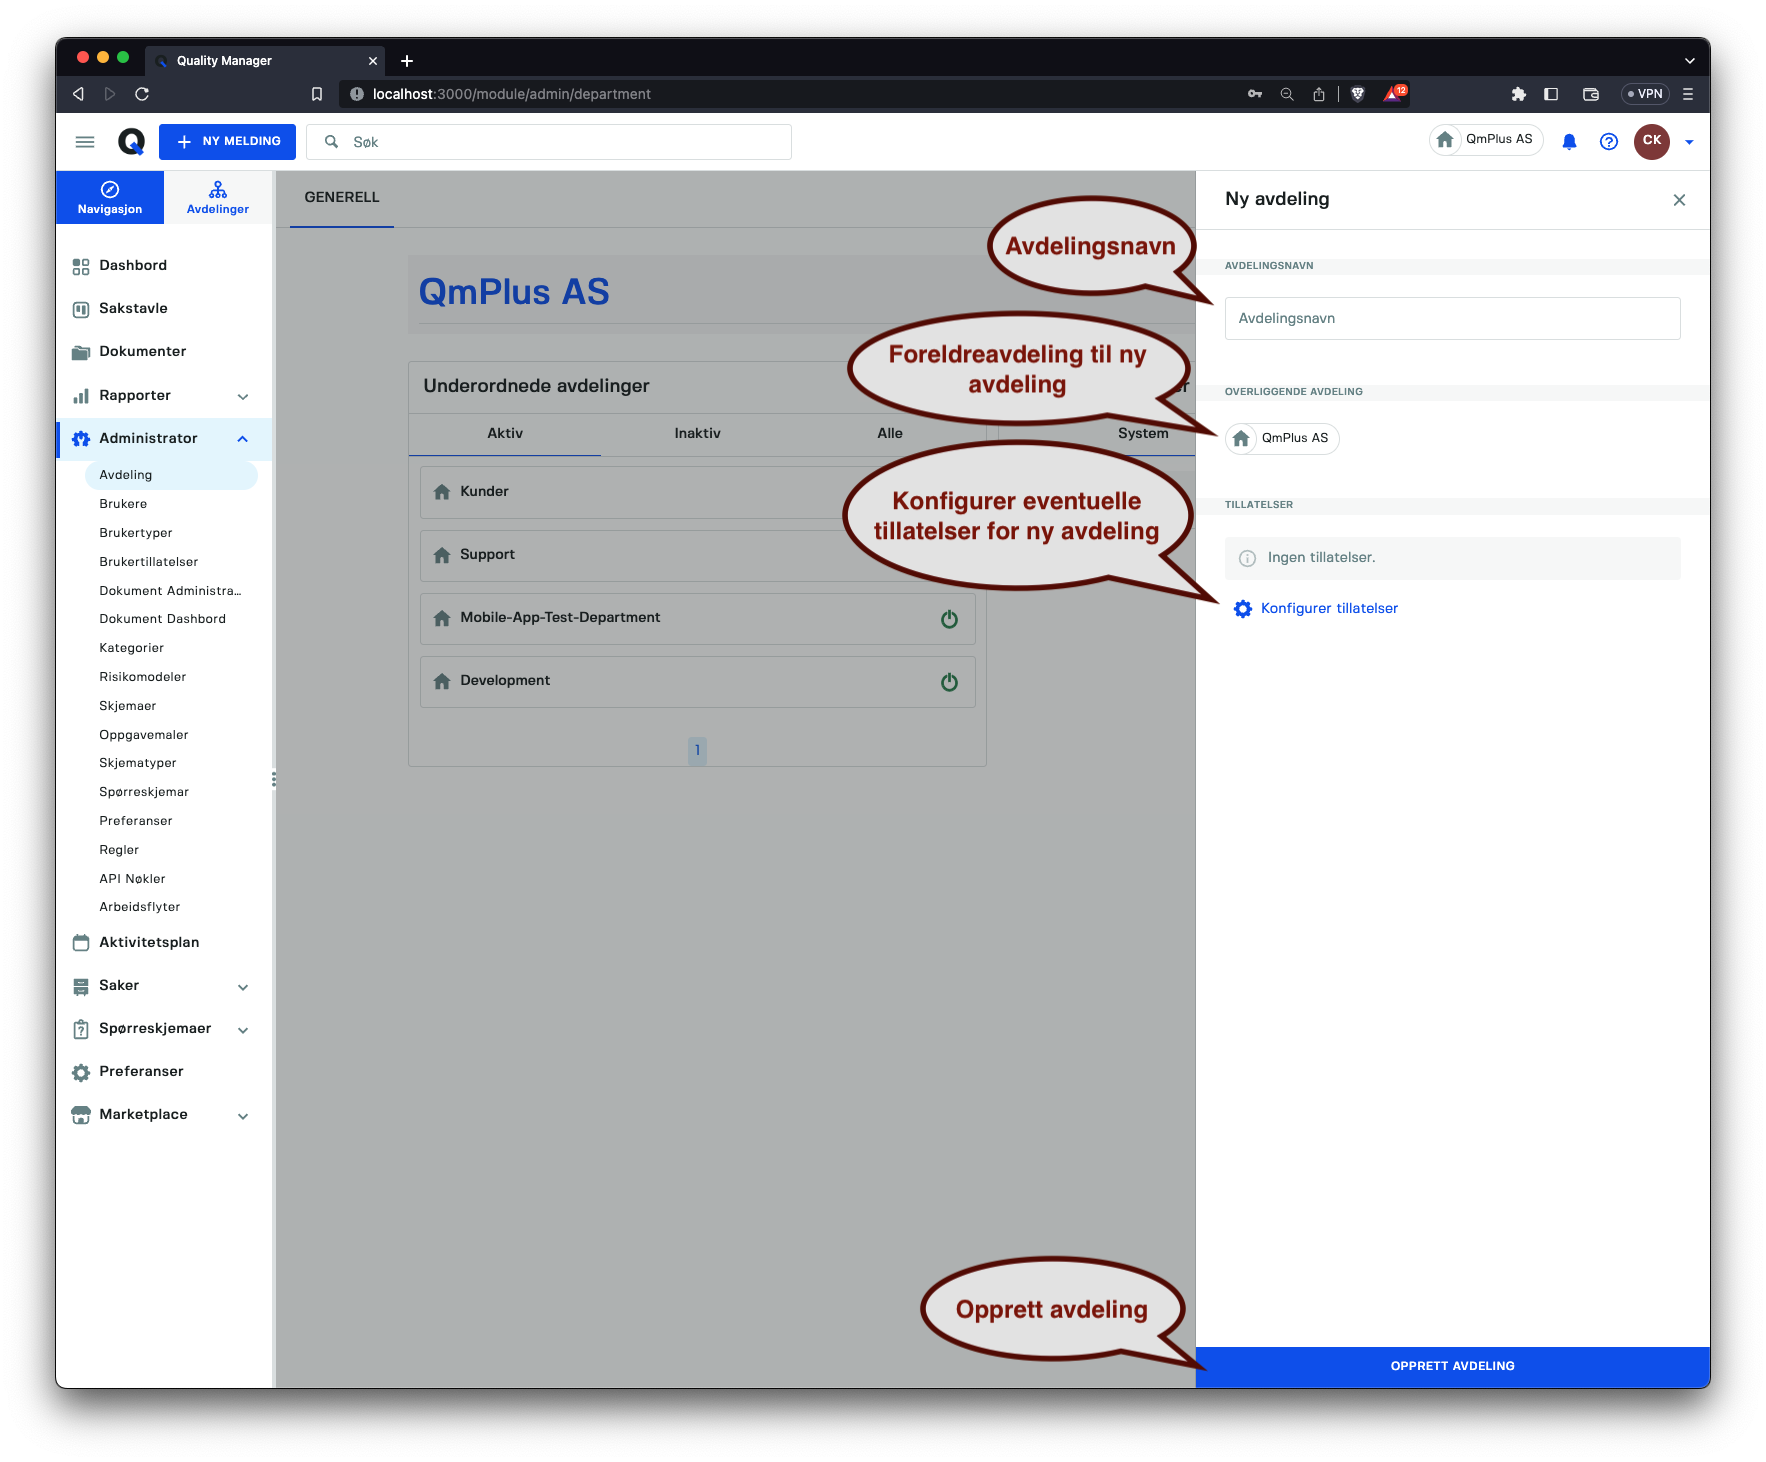 Quality Manager
localhost:3000/module/admin/department
12
VPN
NY MELDING
Søk
QmPlus AS
CK
Navigasjon
Avdelinger
Dashbord
Sakstavle
Dokumenter
Rapporter
Administrator
Avdeling
Brukere
Brukertyper
Brukertillatelser
Dokument Administra...
Dokument Dashbord
Kategorier
Risikomodeler
Skjemaer
Oppgavemaler
Skjematyper
Spørreskjemar
Preferanser
Regler
API Nøkler
Arbeidsflyter
Aktivitetsplan
Saker
Spørreskjemaer
Preferanser
Marketplace
GENERELL
QmPlus AS
Underordnede avdelinger
Aktiv
Inaktiv
Alle
System
Kunder
Support
Mobile-App-Test-Department
Development
1
Avdelingsnavn
Foreldreavdeling til ny
avdeling
Konfigurer eventuelle
tillatelser for ny avdeling
Opprett avdeling
Ny avdeling
AVDELINGSNAVN
Avdelingsnavn
OVERLIGGENDE AVDELING
QmPlus AS
TILLATELSER
Ingen tillatelser.
Konfigurer tillatelser
OPPRETT AVDELING